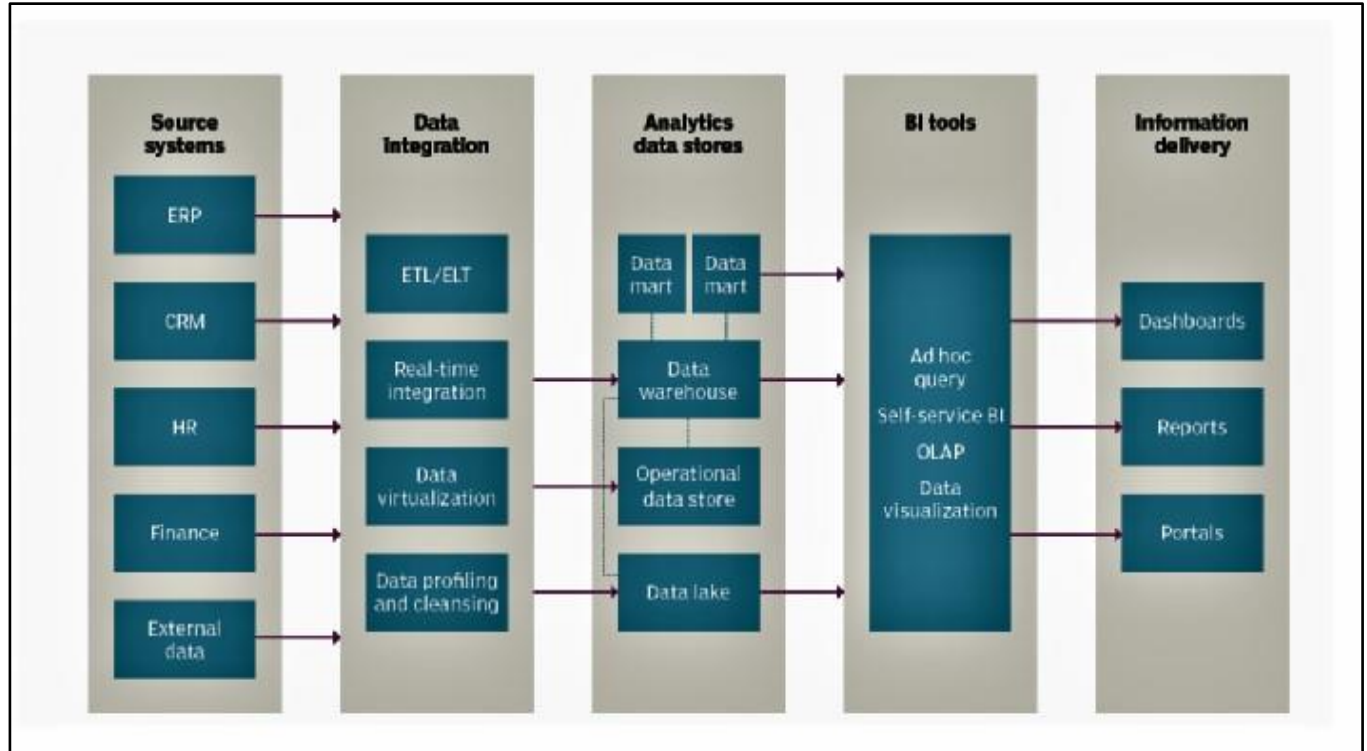 Source
systems
ERP
CRM
HR
Finance
External
data
Data
integration
ETL/ELT
Real-time
integration
Data
virtualization
Data profiling
and cleansing
Analytics
data stores
Data
mart
Data
mart
Data
warehouse
Operational
data store
Data lake
BI tools
Ad hoc
query
Self-service BI
OLAP
Data
visualization
Information
delivery
Dashboards
Reports
Portals